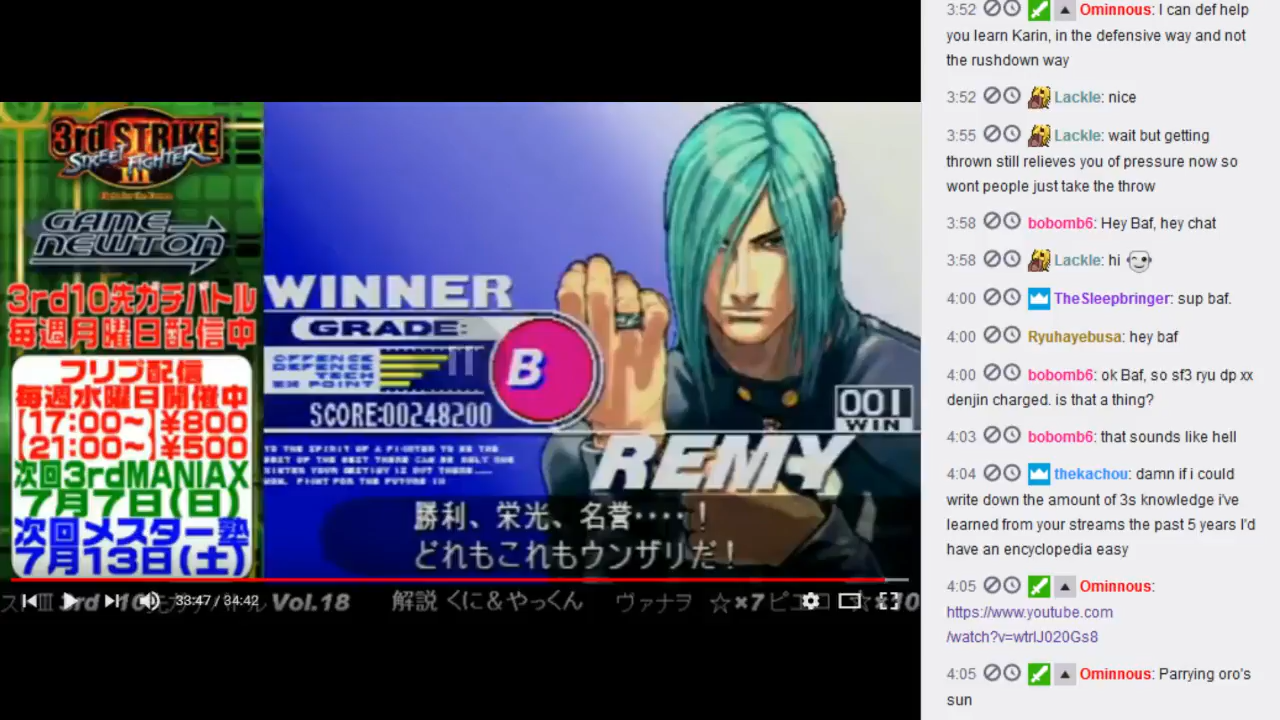 3rd STRIKE
STREET FIGHTER
III
GAME
NEWTON
3rd10先ガチバトル
毎週月曜日配信中
フリプ配信
毎週水曜日開催中
[17:00~]¥800
[21:00~]¥500
次回3rdMANIAX
7月7日(日)
次回メスター塾
7月13日(土)
WINNER
GRADE:
OFFENCE
DEFENCE
TECH
EX POINT
B
SCORE:00248200
001
WIN
REMY
勝利、栄光、名誉‥‥!
どれもこれもウンザリだ!
33:47 / 34:42
Vol.18 解説 くに&やっくん ヴァナヲ ☆×7
3:52 Ominnous: I can def help
you learn Karin, in the defensive way and not
the rushdown way
3:52 Lackle: nice
3:55 Lackle: wait but getting
thrown still relieves you of pressure now so
wont people just take the throw
3:58 bobomb6: Hey Baf, hey chat
3:58 Lackle: hi
4:00 TheSleepbringer: sup baf.
4:00 Ryuhayebusa: hey baf
4:00 bobomb6: ok Baf, so sf3 ryu dp xx
denjin charged. is that a thing?
4:03 bobomb6: that sounds like hell
4:04 thekachou: damn if i could
write down the amount of 3s knowledge i've
learned from your streams the past 5 years I'd
have an encyclopedia easy
4:05 Ominnous:
https://www.youtube.com
/watch?v=wtrlJ020Gs8
4:05 Ominnous: Parrying oro's
sun